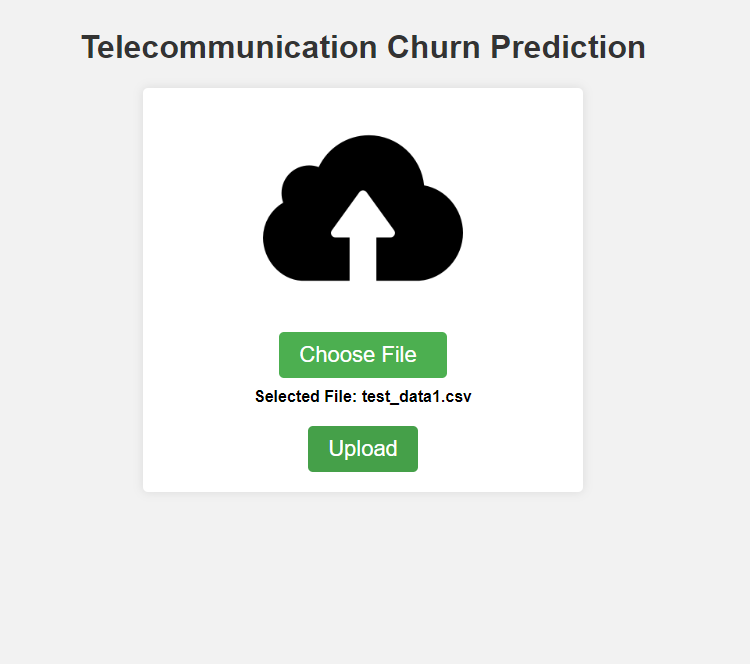 Telecommunication Churn Prediction
Choose File
Selected File: test_data1.csv
Upload